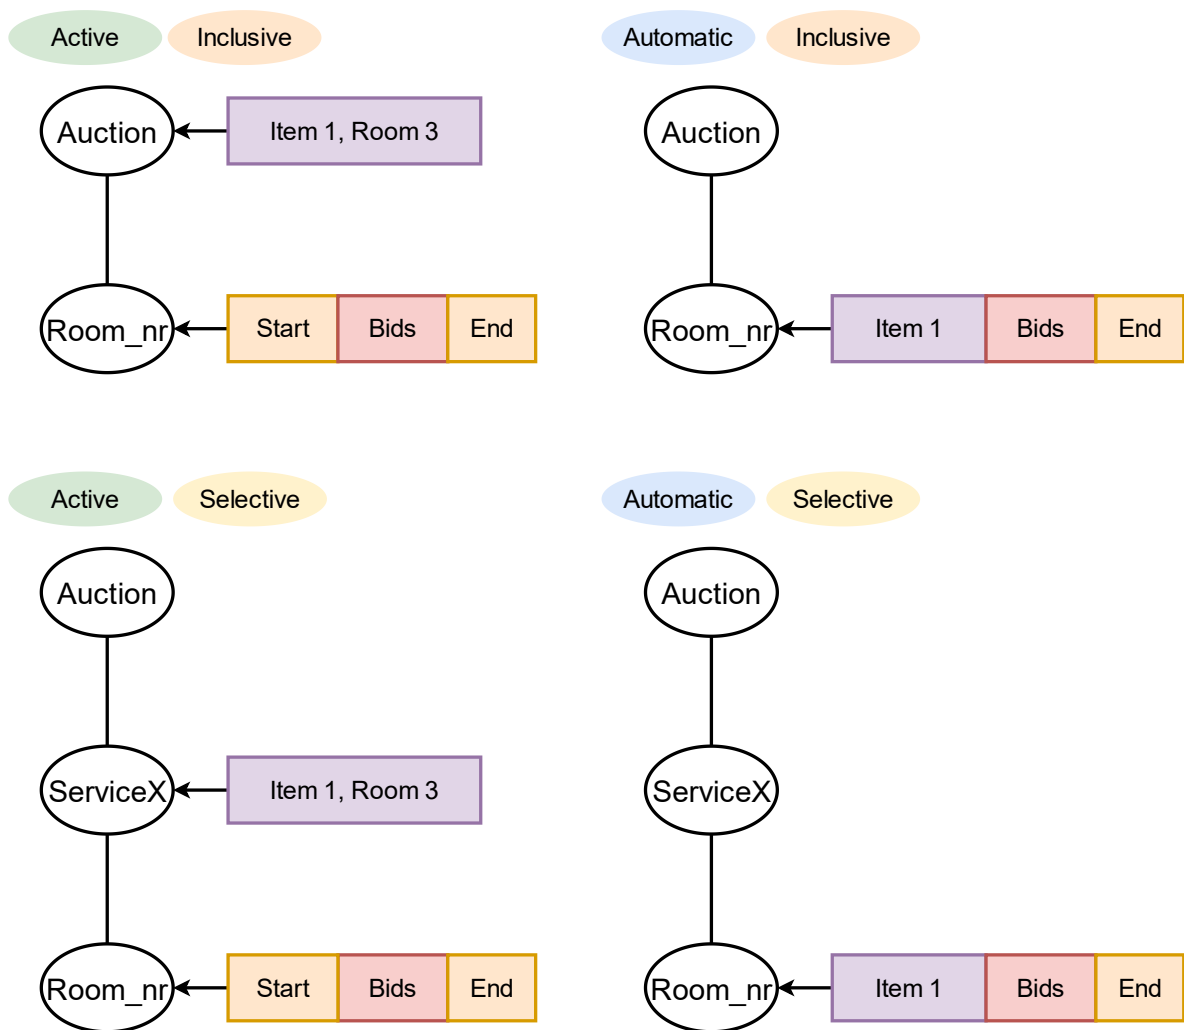 Active
Inclusive
Automatic
Inclusive
Auction
Item 1, Room 3
Auction
Room_nr
Start
Bids
End
Room_nr
Item 1
Bids
End
Active
Selective
Automatic
Selective
Auction
Auction
ServiceX
Item 1, Room 3
ServiceX
Room_nr
Start
Bids
End
Room_nr
Item 1
Bids
End